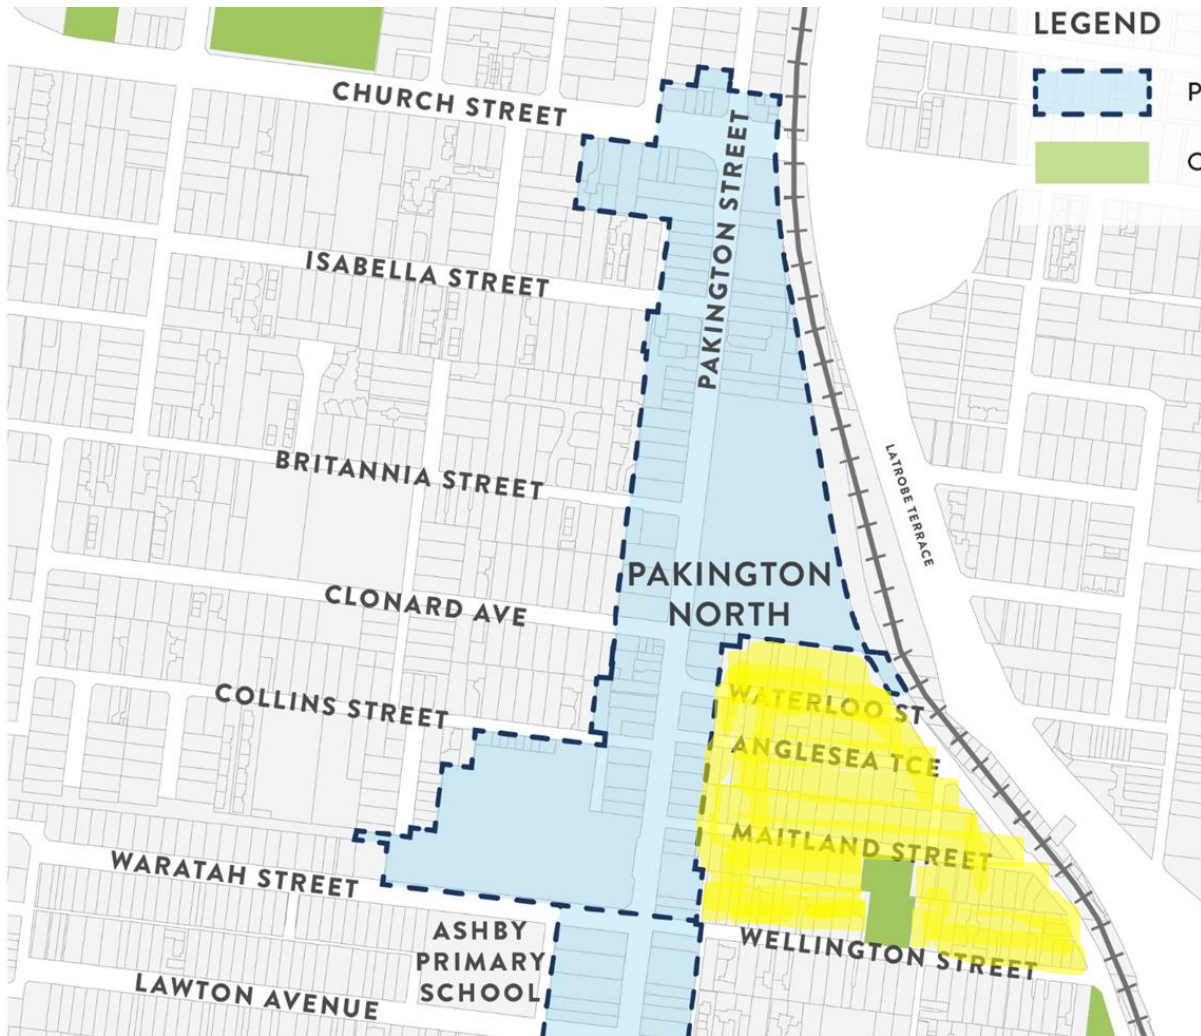 LEGEND
P
O
CHURCH STREET
PAKINGTON STREET
ISABELLA STREET
BRITANNIA STREET
LATROBE TERRACE
PAKINGTON
NORTH
CLONARD AVE
COLLINS STREET
WATERLOO ST
ANGLESEA TCE
MAITLAND STREET
WARATAH STREET
ASHBY
PRIMARY
SCHOOL
WELLINGTON STREET
LAWTON AVENUE